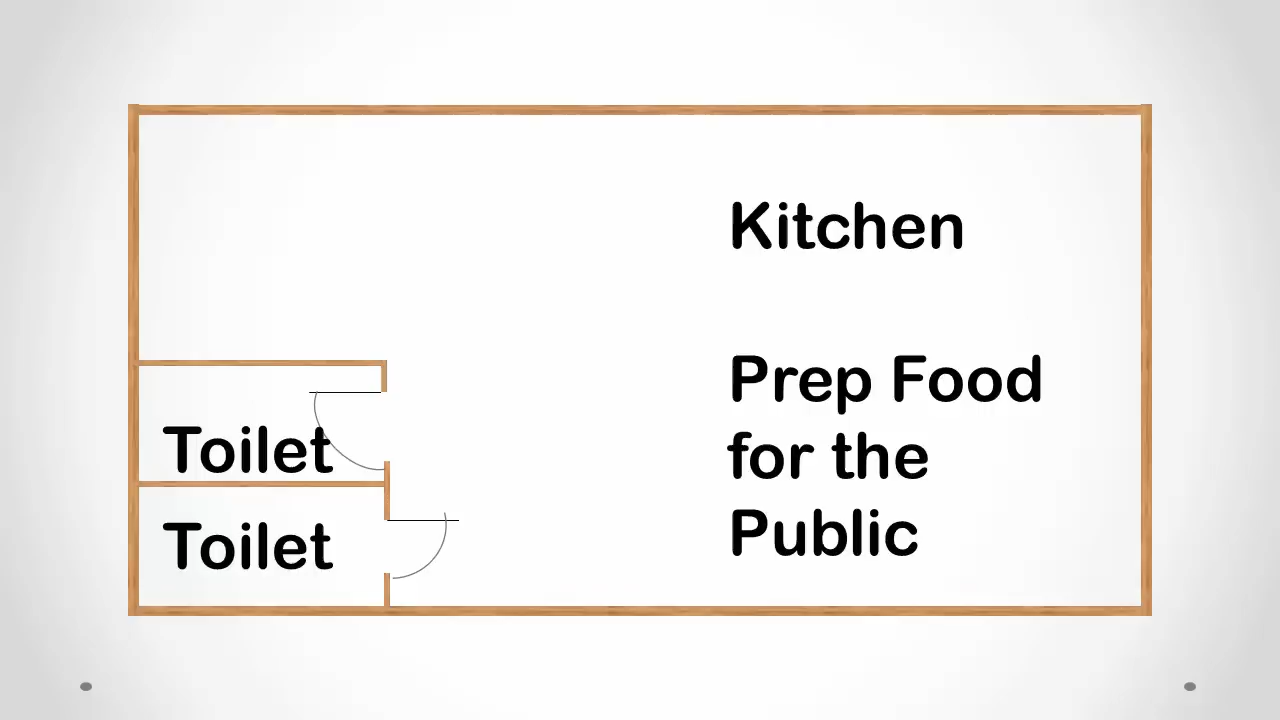 Kitchen
Prep Food
for the
Public
Toilet
Toilet